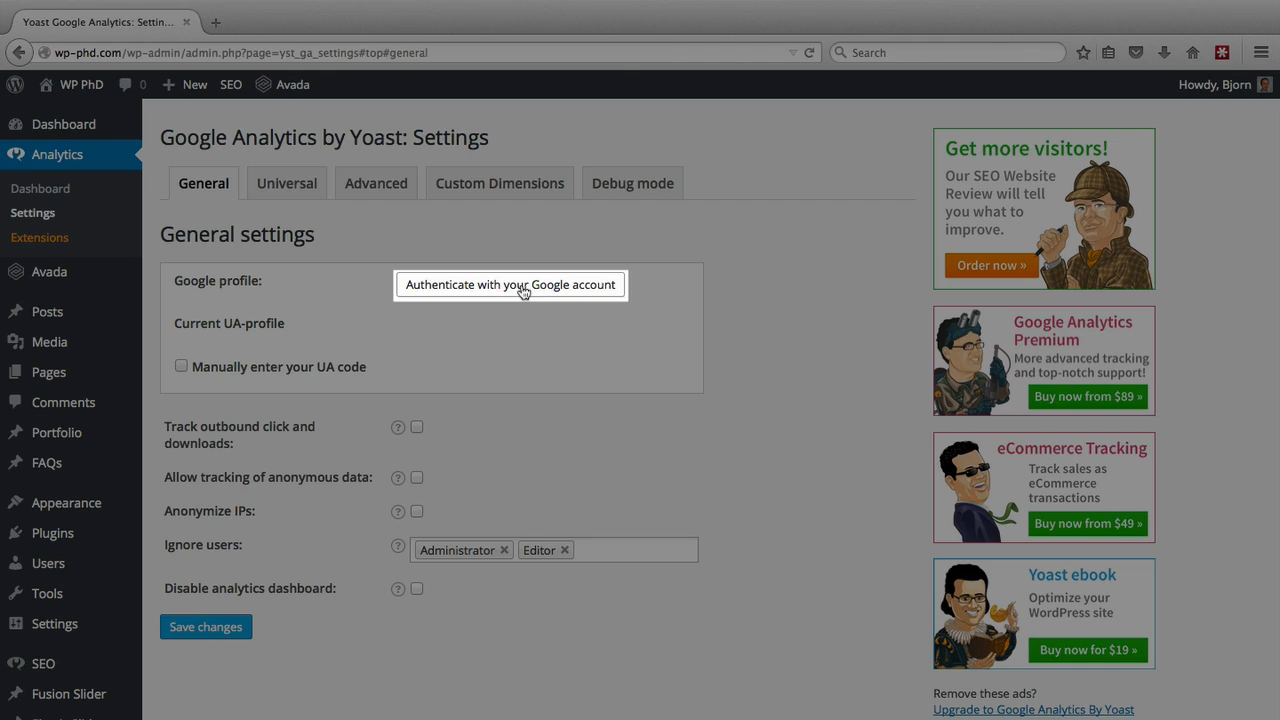 Yoast Google Analytics: Settin...
wp-phd.com/wp-admin/admin.php?page=yst_ga_settings#top#general
Search
WP PhD
0
New
SEO
Avada
Howdy, Bjorn
Dashboard
Analytics
Dashboard
Settings
Extensions
Avada
Posts
Media
Pages
Comments
Portfolio
FAQs
Appearance
Plugins
Users
Tools
Settings
SEO
Fusion Slider
Google Analytics by Yoast: Settings
General
Universal
Advanced
Custom Dimensions
Debug mode
General settings
Google profile:
Authenticate with your Google account
Current UA-profile
Manually enter your UA code
Track outbound click and
downloads:
?
Allow tracking of anonymous data:
?
Anonymize IPs:
?
Ignore users:
?
Administrator ×
Editor ×
Disable analytics dashboard:
?
Save changes
Get more visitors!
Our SEO Website
Review will tell
you what to
improve.
Order now »
Google Analytics
Premium
More advanced tracking
and top-notch support!
Buy now from $89 »
eCommerce Tracking
Track sales as
eCommerce
transactions
Buy now from $49 »
Yoast ebook
Optimize your
WordPress site
Buy now for $19 »
Remove these ads?
Upgrade to Google Analytics By Yoast